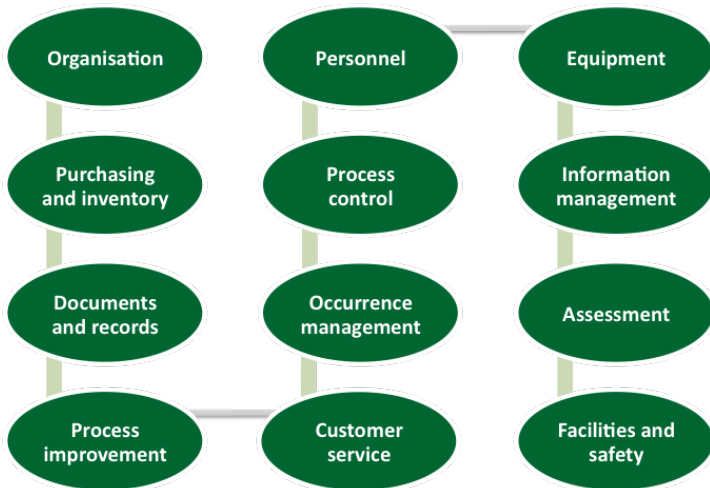 Organisation
Personnel
Equipment
Purchasing
and inventory
Process
control
Information
management
Documents
and records
Occurrence
management
Assessment
Process
improvement
Customer
service
Facilities and
safety